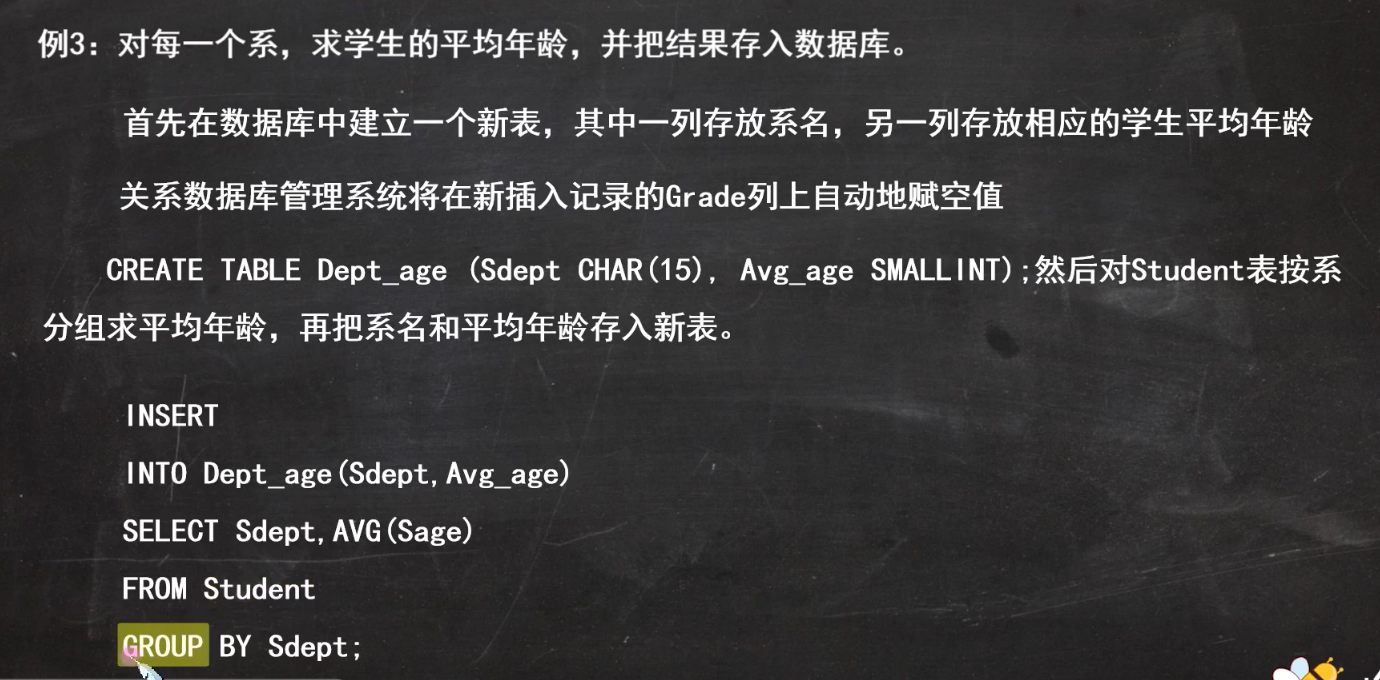 例3：对每一个系，求学生的平均年龄，并把结果存入数据库。
首先在数据库中建立一个新表，其中一列存放系名，另一列存放相应的学生平均年龄
关系数据库管理系统将在新插入记录的Grade列上自动地赋空值
CREATE TABLE Dept_age (Sdept CHAR(15), Avg_age SMALLINT);然后对Student表按系
分组求平均年龄，再把系名和平均年龄存入新表。
INSERT
INTO Dept_age(Sdept,Avg_age)
SELECT Sdept,AVG(Sage)
FROM Student
GROUP BY Sdept;